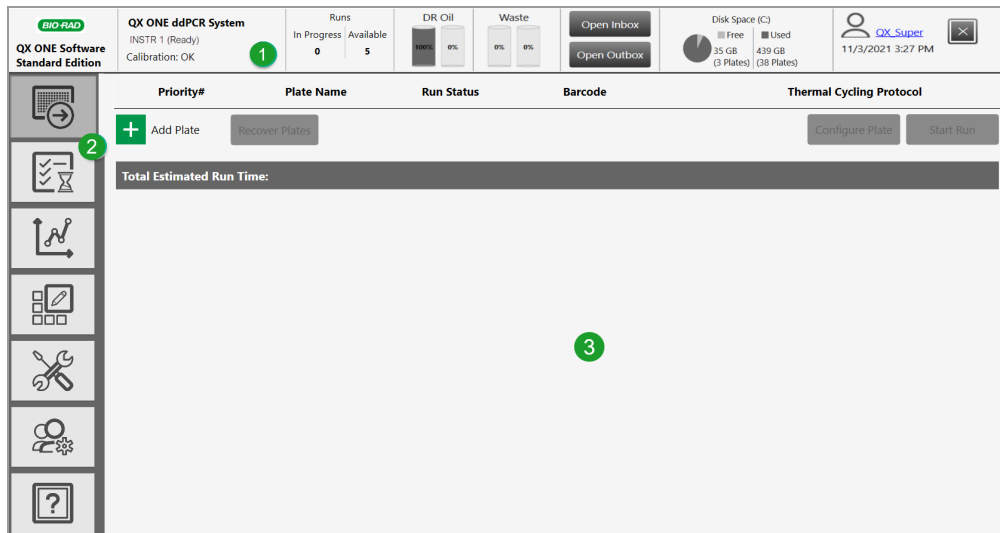 BIO-RAD
QX ONE Software
Standard Edition
QX ONE ddPCR System
INSTR 1 (Ready)
Calibration: OK
1
Runs
In Progress Available
0 5
DR Oil
100% 0%
Waste
0% 0%
Open Inbox
Open Outbox
Disk Space (C:)
Free Used
35 GB 439 GB
(3 Plates) (38 Plates)
QX_Super
11/3/2021 3:27 PM
Priority# Plate Name Run Status Barcode Thermal Cycling Protocol
Add Plate Recover Plates Configure Plate Start Run
2
Total Estimated Run Time:
3
?